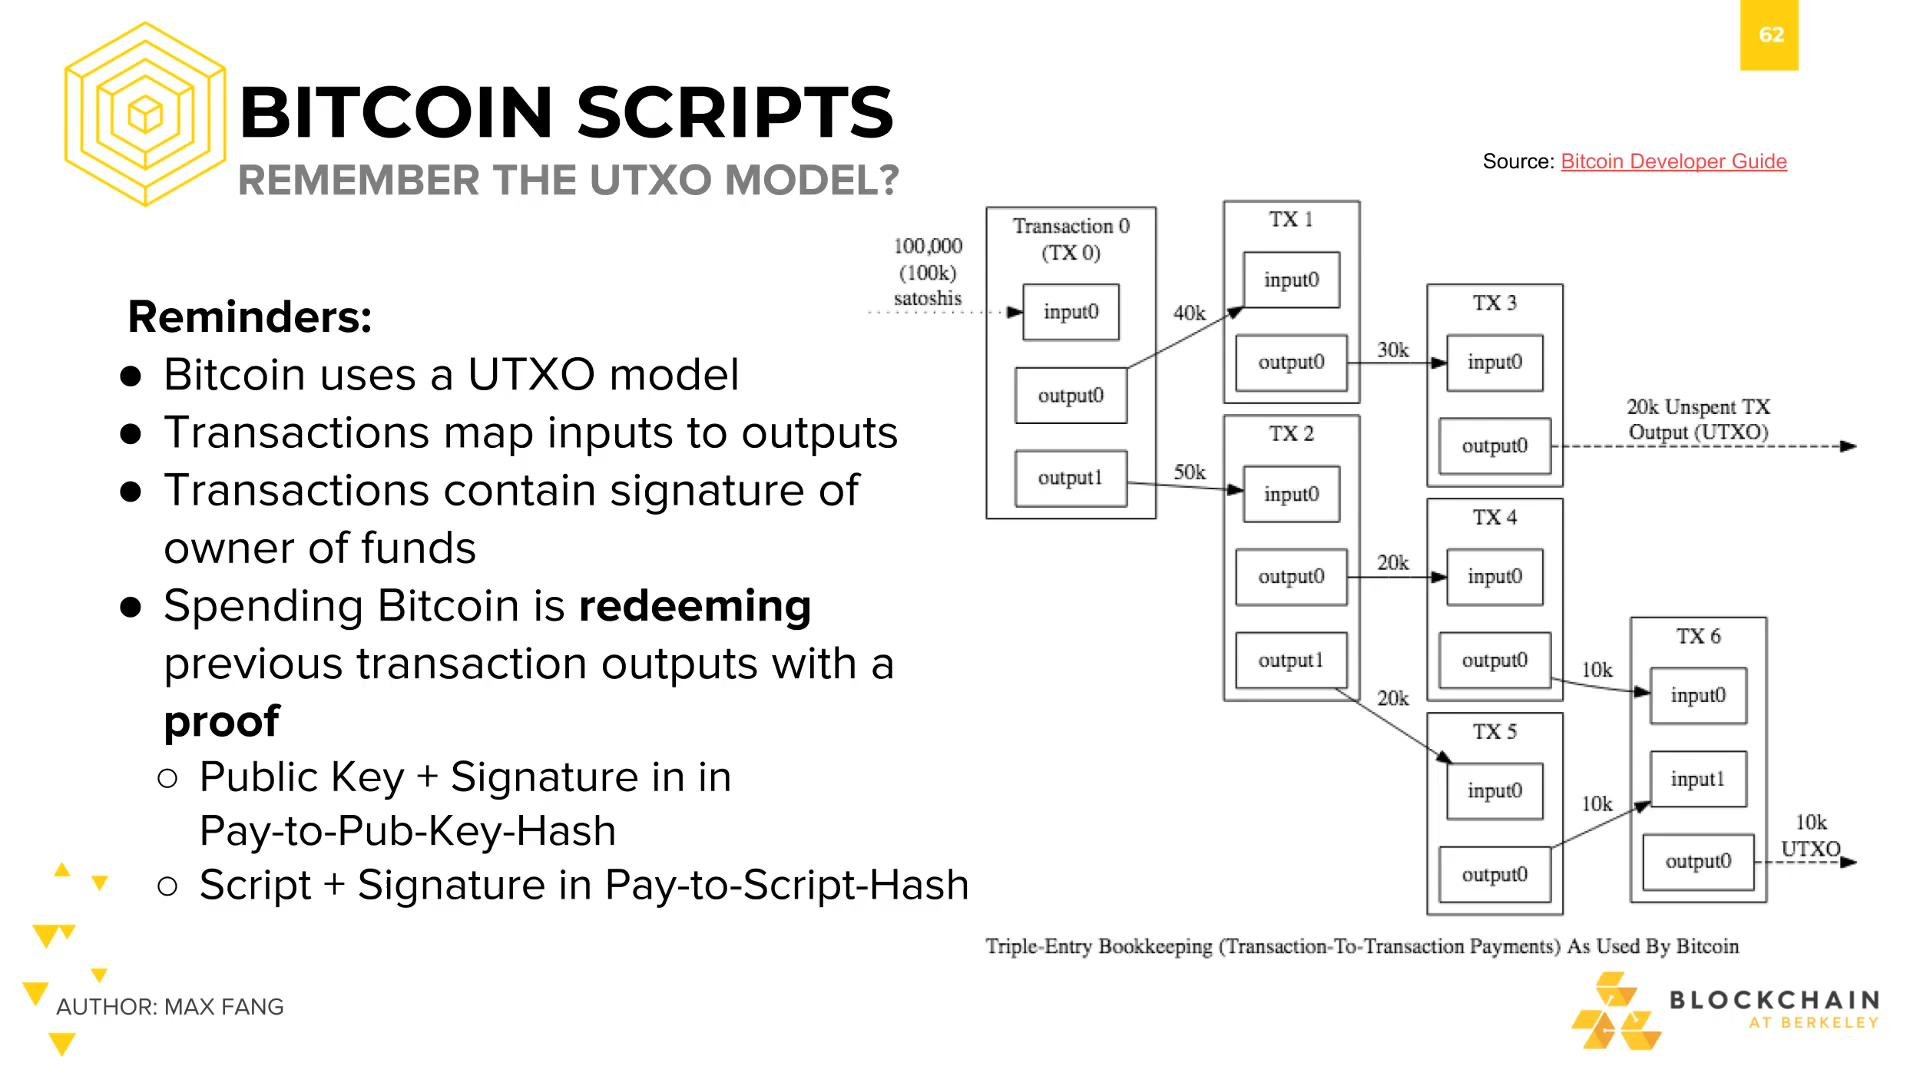 62
BITCOIN SCRIPTS
REMEMBER THE UTXO MODEL?
Source: Bitcoin Developer Guide
Reminders:
● Bitcoin uses a UTXO model
● Transactions map inputs to outputs
● Transactions contain signature of
owner of funds
● Spending Bitcoin is redeeming
previous transaction outputs with a
proof
○ Public Key + Signature in in
Pay-to-Pub-Key-Hash
○ Script + Signature in Pay-to-Script-Hash
100,000
(100k)
satoshis
Transaction 0
(TX 0)
input0
output0
output1
40k
50k
TX 1
input0
output0
30k
TX 2
input0
output0
output1
20k
20k
TX 3
input0
output0
20k Unspent TX
Output (UTXO)
TX 4
input0
output0
10k
TX 5
input0
output0
10k
TX 6
input0
input1
output0
10k
UTXO
Triple-Entry Bookkeeping (Transaction-To-Transaction Payments) As Used By Bitcoin
AUTHOR: MAX FANG
BLOCKCHAIN
AT BERKELEY